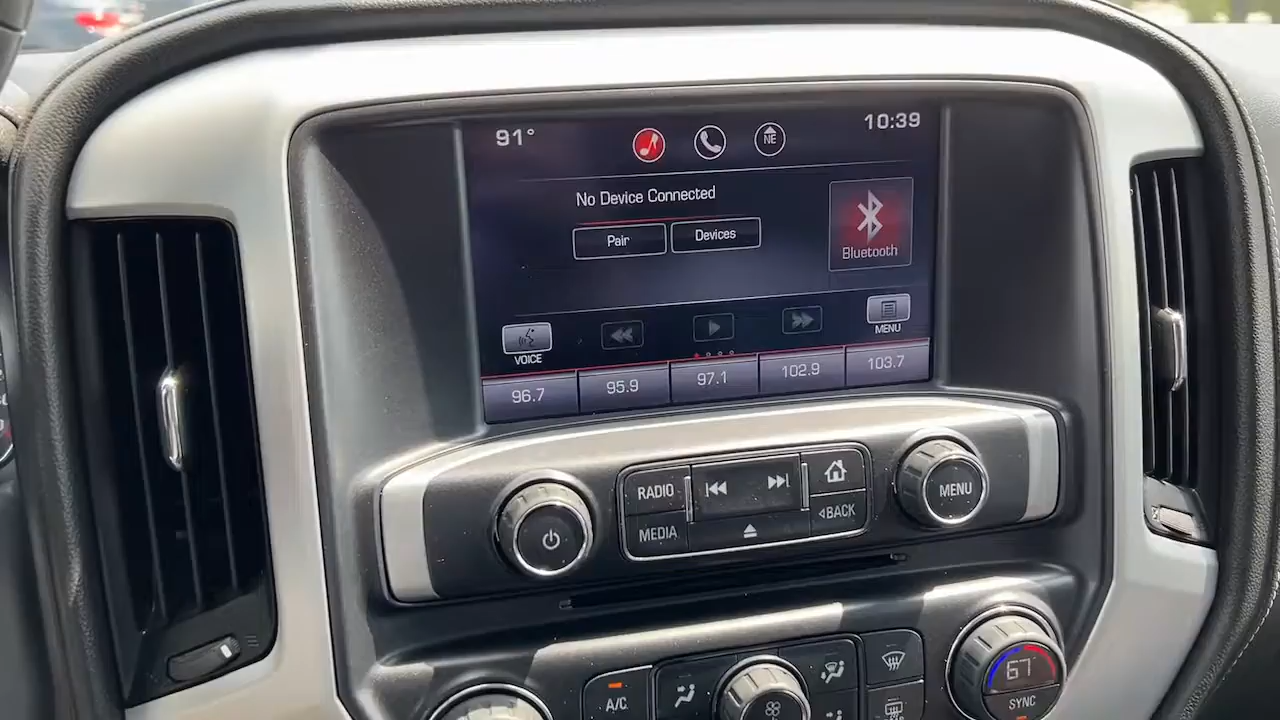 91°
NE
10:39
No Device Connected
Pair
Devices
Bluetooth
VOICE
MENU
96.7
95.9
97.1
102.9
103.7
RADIO
MEDIA
BACK
MENU
A/C
67
SYNC